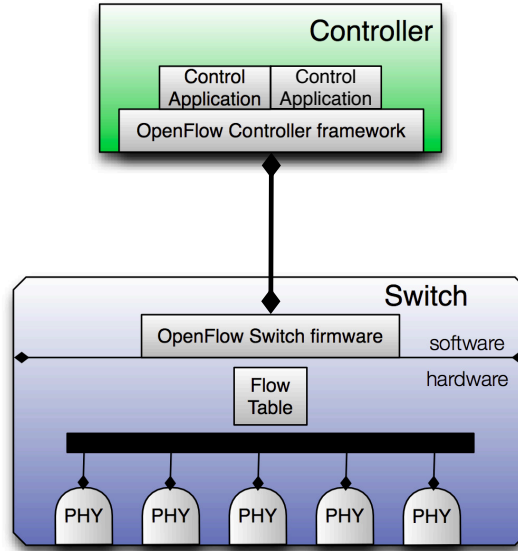 Controller
Control
Application
Control
Application
OpenFlow Controller framework
Switch
OpenFlow Switch firmware
software
hardware
Flow
Table
PHY
PHY
PHY
PHY
PHY